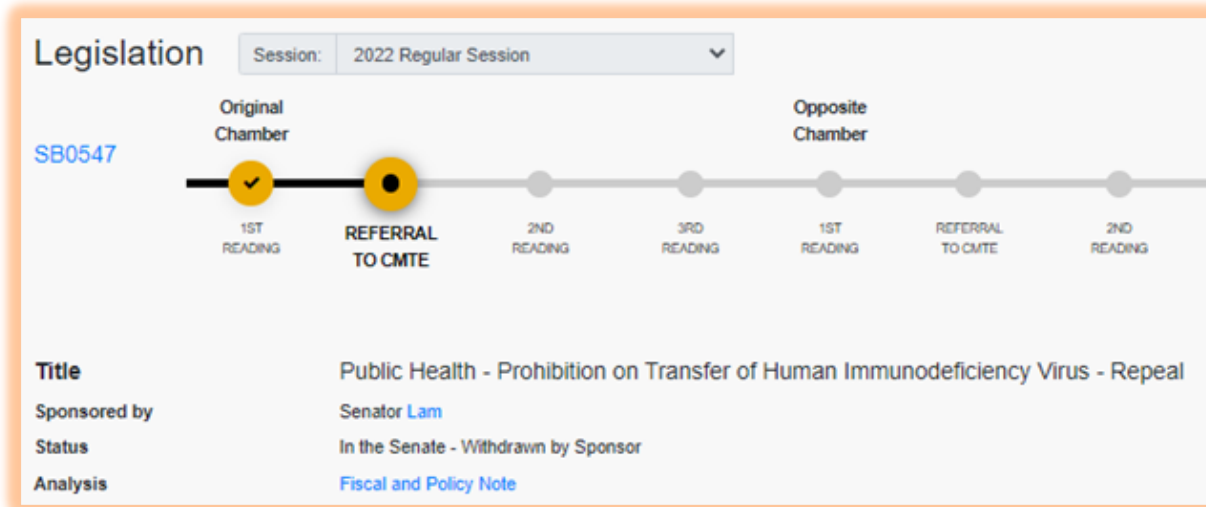 Legislation Session: 2022 Regular Session
Original
Chamber
Opposite
Chamber
SB0547
1ST
READING
REFERRAL
TO CMTE
2ND
READING
3RD
READING
1ST
READING
REFERRAL
TO CMTE
2ND
READING
Title Public Health - Prohibition on Transfer of Human Immunodeficiency Virus - Repeal
Sponsored by Senator Lam
Status In the Senate - Withdrawn by Sponsor
Analysis Fiscal and Policy Note